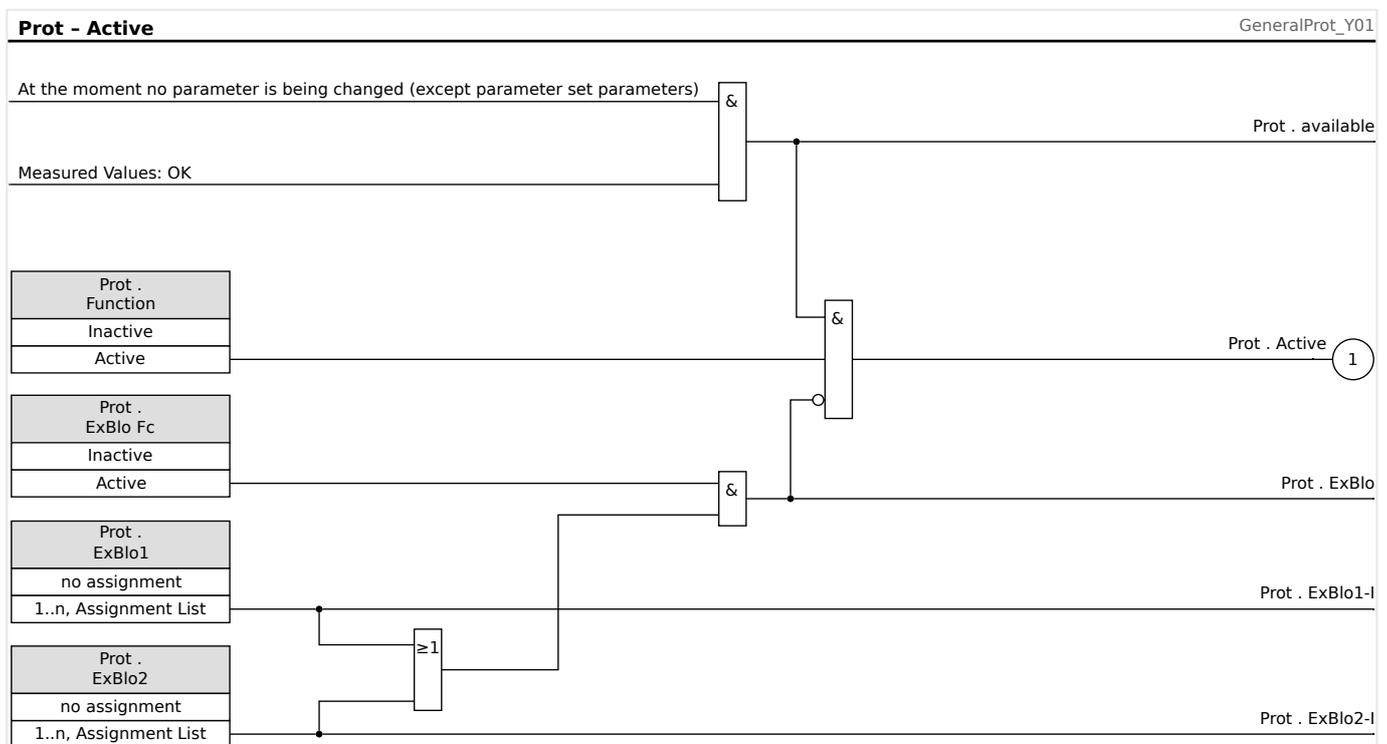 Prot – Active
GeneralProt_Y01
At the moment no parameter is being changed (except parameter set parameters)
&
Prot . available
Measured Values: OK
Prot .
Function
Inactive
Active
&
Prot . Active
1
Prot .
ExBlo Fc
Inactive
Active
&
Prot . ExBlo
Prot .
ExBlo1
no assignment
1..n, Assignment List
Prot . ExBlo1-I
≥1
Prot .
ExBlo2
no assignment
1..n, Assignment List
Prot . ExBlo2-I